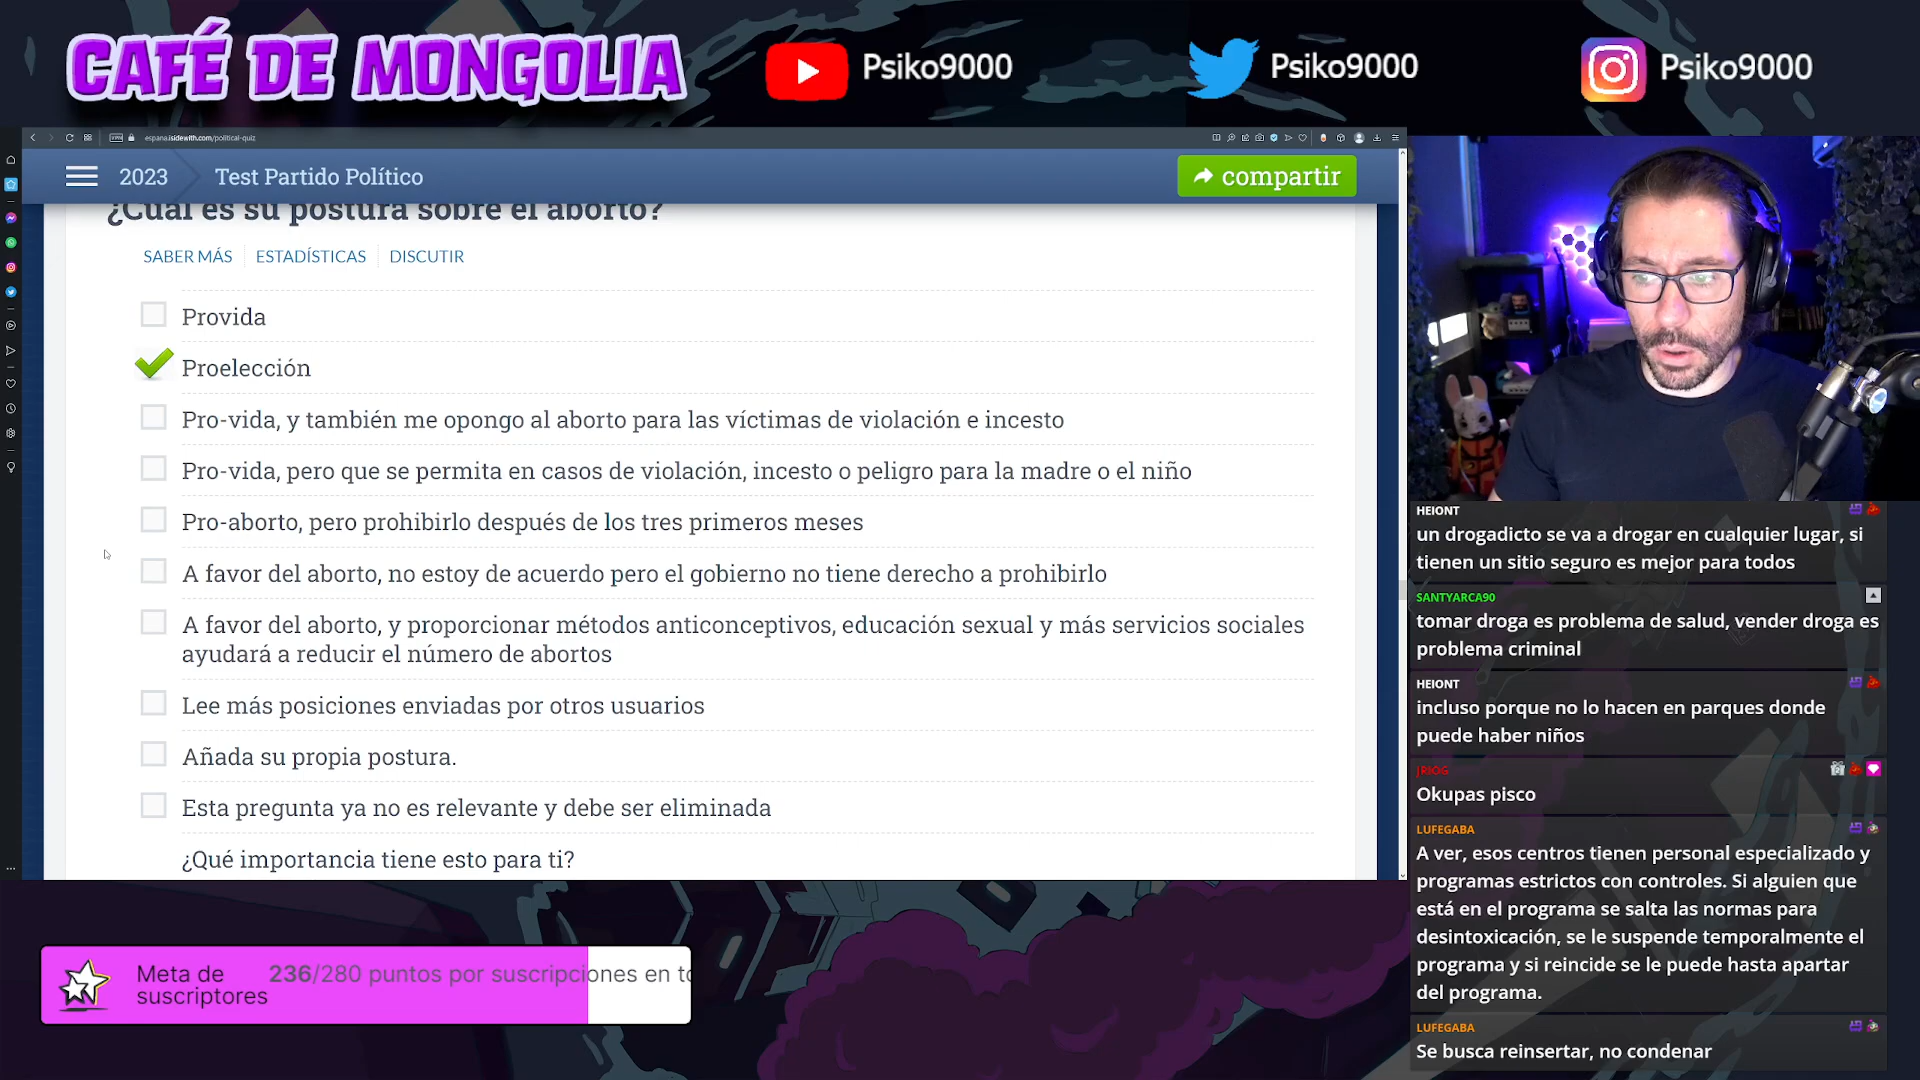 CAFÉ DE MONGOLIA
Psiko9000
Psiko9000
Psiko9000
VPN
espana.isidewith.com/political-quiz
2023
Test Partido Político
compartir
¿Cuál es su postura sobre el aborto?
SABER MÁS
ESTADÍSTICAS
DISCUTIR
Provida
Proelección
Pro-vida, y también me opongo al aborto para las víctimas de violación e incesto
Pro-vida, pero que se permita en casos de violación, incesto o peligro para la madre o el niño
Pro-aborto, pero prohibirlo después de los tres primeros meses
A favor del aborto, no estoy de acuerdo pero el gobierno no tiene derecho a prohibirlo
A favor del aborto, y proporcionar métodos anticonceptivos, educación sexual y más servicios sociales
ayudará a reducir el número de abortos
Lee más posiciones enviadas por otros usuarios
Añada su propia postura.
Esta pregunta ya no es relevante y debe ser eliminada
¿Qué importancia tiene esto para ti?
HEIONT
un drogadicto se va a drogar en cualquier lugar, si
tienen un sitio seguro es mejor para todos
SANTYARCA90
tomar droga es problema de salud, vender droga es
problema criminal
HEIONT
incluso porque no lo hacen en parques donde
puede haber niños
JRIOG
Okupas pisco
LUFEGABA
A ver, esos centros tienen personal especializado y
programas estrictos con controles. Si alguien que
está en el programa se salta las normas para
desintoxicación, se le suspende temporalmente el
programa y si reincide se le puede hasta apartar
del programa.
LUFEGABA
Se busca reinsertar, no condenar
Meta de
suscriptores
236/280 puntos por suscripciones en to